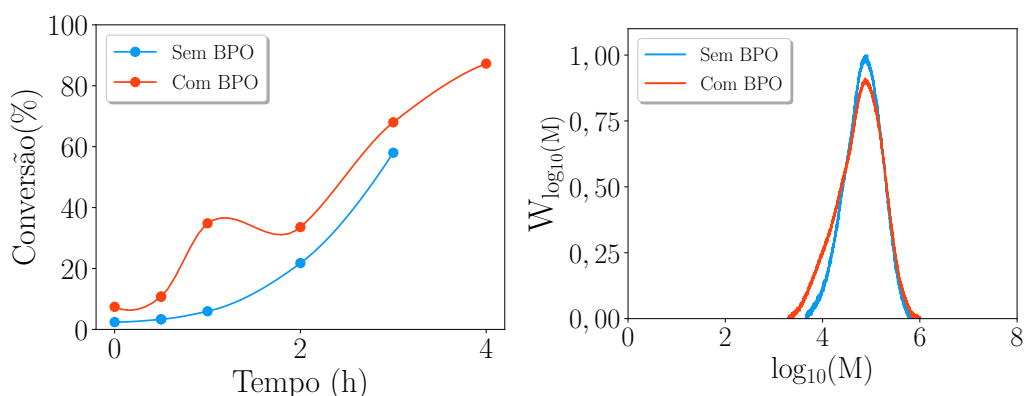 100
80
60
40
20
0
Conversão(%)
0
2
4
Tempo (h)
Sem BPO
Com BPO
1,00
0,75
0,50
0,25
0,00
W_log₁₀(M)
0
2
4
6
8
log₁₀(M)
Sem BPO
Com BPO